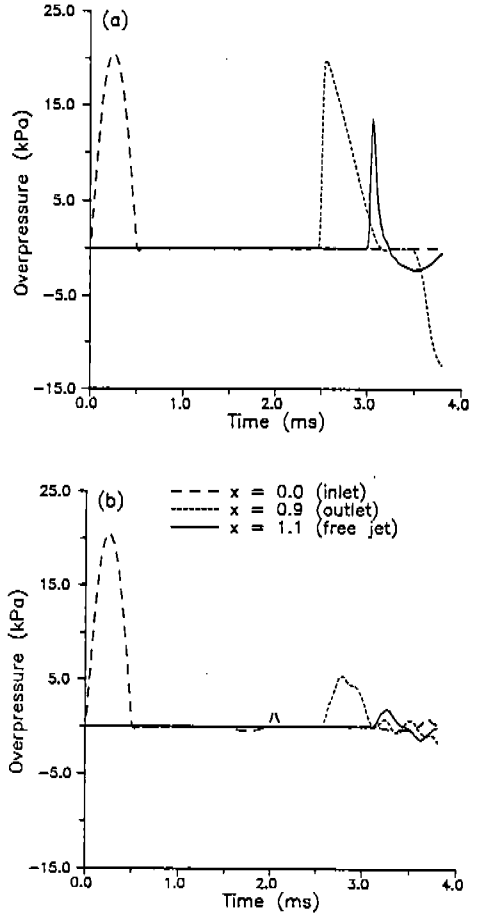 (a)
25.0
15.0
5.0
−5.0
−15.0
Overpressure (kPa)
0.0 1.0 2.0 3.0 4.0
Time (ms)
(b)
25.0
15.0
5.0
−5.0
−15.0
Overpressure (kPa)
x = 0.0 (inlet)
x = 0.9 (outlet)
x = 1.1 (free jet)
0.0 1.0 2.0 3.0 4.0
Time (ms)